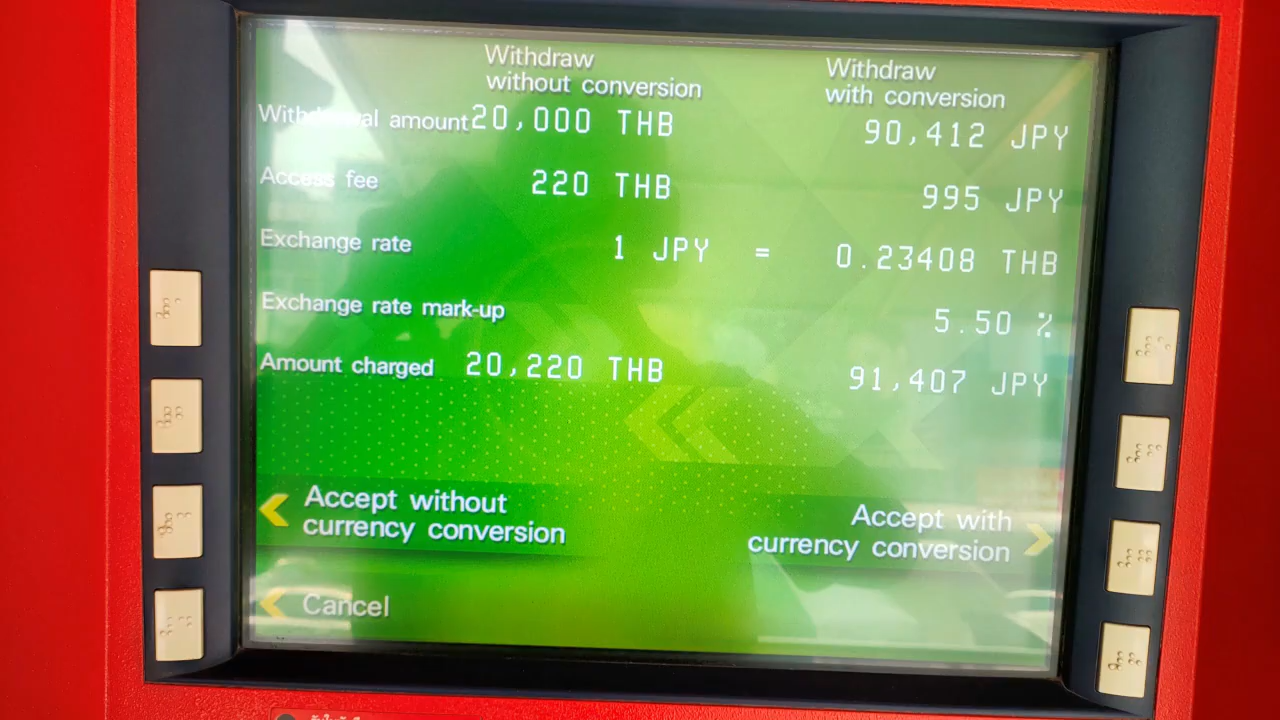 Withdraw
without conversion
Withdraw
with conversion
Withdrawal amount 20,000 THB 90,412 JPY
Access fee 220 THB 995 JPY
Exchange rate 1 JPY = 0.23408 THB
Exchange rate mark-up 5.50 %
Amount charged 20,220 THB 91,407 JPY
Accept without
currency conversion
Accept with
currency conversion
Cancel